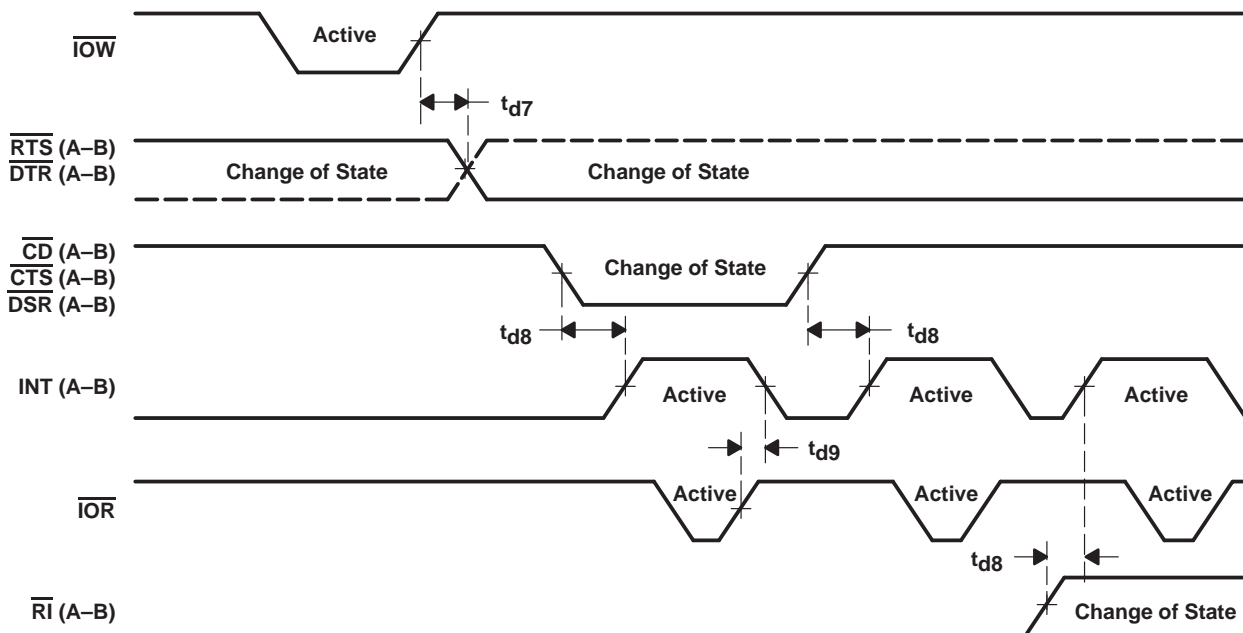 IOW
Active
td7
RTS (A–B)
DTR (A–B)
Change of State
Change of State
CD (A–B)
CTS (A–B)
DSR (A–B)
Change of State
td8
td8
INT (A–B)
Active
Active
Active
td9
IOR
Active
Active
Active
td8
RI (A–B)
Change of State